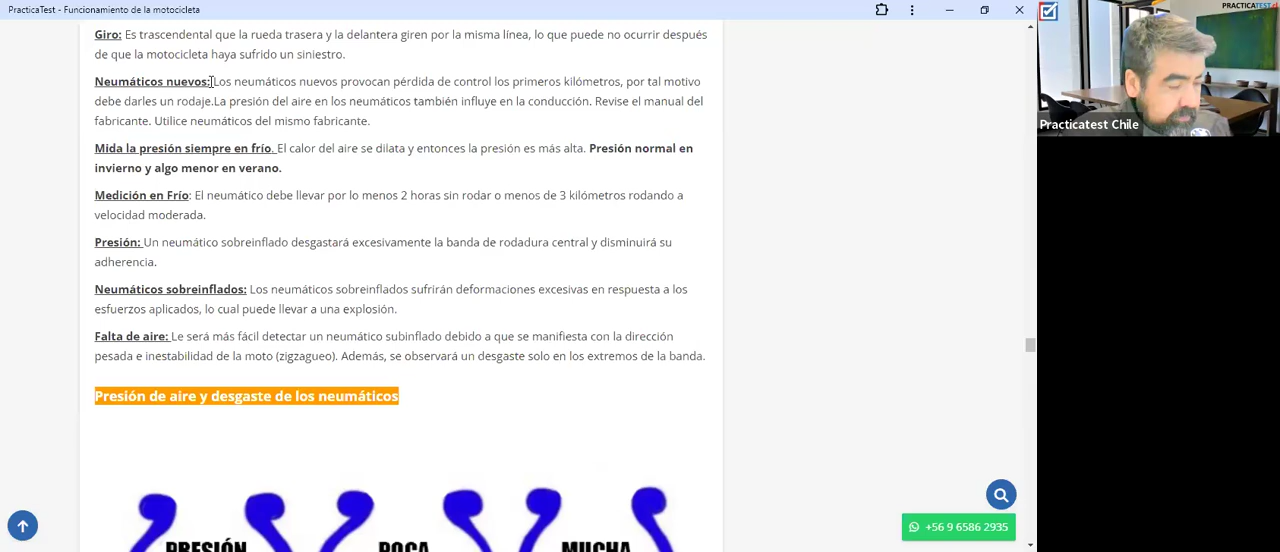 PracticaTest - Funcionamiento de la motocicleta
PRACTICATEST.cl
Giro: Es trascendental que la rueda trasera y la delantera giren por la misma línea, lo que puede no ocurrir después
de que la motocicleta haya sufrido un siniestro.
Neumáticos nuevos: Los neumáticos nuevos provocan pérdida de control los primeros kilómetros, por tal motivo
debe darles un rodaje.La presión del aire en los neumáticos también influye en la conducción. Revise el manual del
fabricante. Utilice neumáticos del mismo fabricante.
Practicatest Chile
Mida la presión siempre en frío. El calor del aire se dilata y entonces la presión es más alta. Presión normal en
invierno y algo menor en verano.
Medición en Frío: El neumático debe llevar por lo menos 2 horas sin rodar o menos de 3 kilómetros rodando a
velocidad moderada.
Presión: Un neumático sobreinflado desgastará excesivamente la banda de rodadura central y disminuirá su
adherencia.
Neumáticos sobreinflados: Los neumáticos sobreinflados sufrirán deformaciones excesivas en respuesta a los
esfuerzos aplicados, lo cual puede llevar a una explosión.
Falta de aire: Le será más fácil detectar un neumático subinflado debido a que se manifiesta con la dirección
pesada e inestabilidad de la moto (zigzagueo). Además, se observará un desgaste solo en los extremos de la banda.
Presión de aire y desgaste de los neumáticos
+56 9 6586 2935
PRESIÓN POCA MUCHA